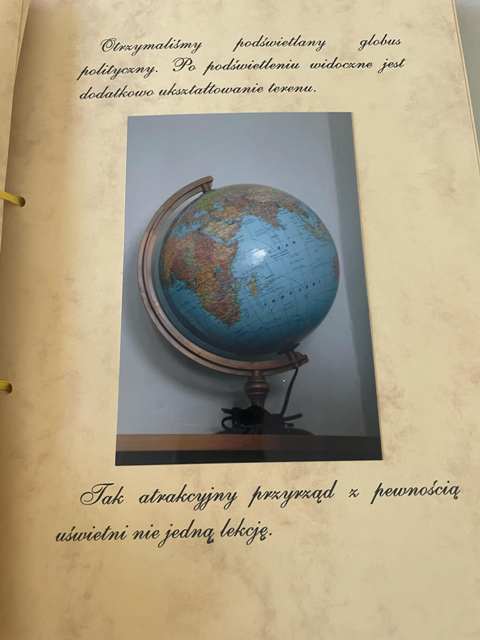 Otrzymaliśmy podświetlany globus
polityczny. Po podświetleniu widoczne jest
dodatkowo ukształtowanie terenu.
Tak atrakcyjny przyrząd z pewnością
uświetni nie jedną lekcję.